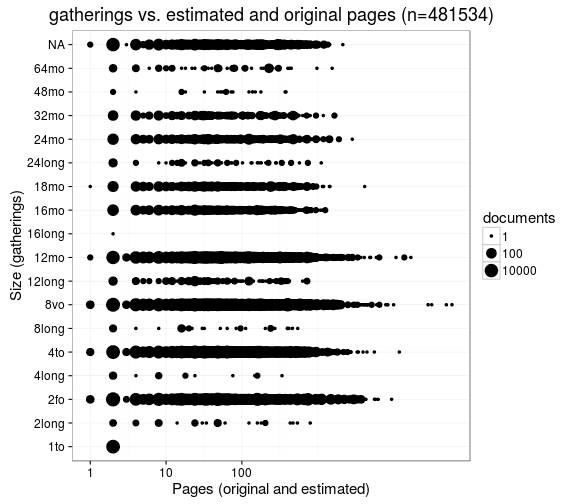 gatherings vs. estimated and original pages (n=481534)
NA
64mo
48mo
32mo
24mo
24long
18mo
16mo
16long
12mo
12long
8vo
8long
4to
4long
2fo
2long
1to
Size (gatherings)
1 10 100
Pages (original and estimated)
documents
1
100
10000